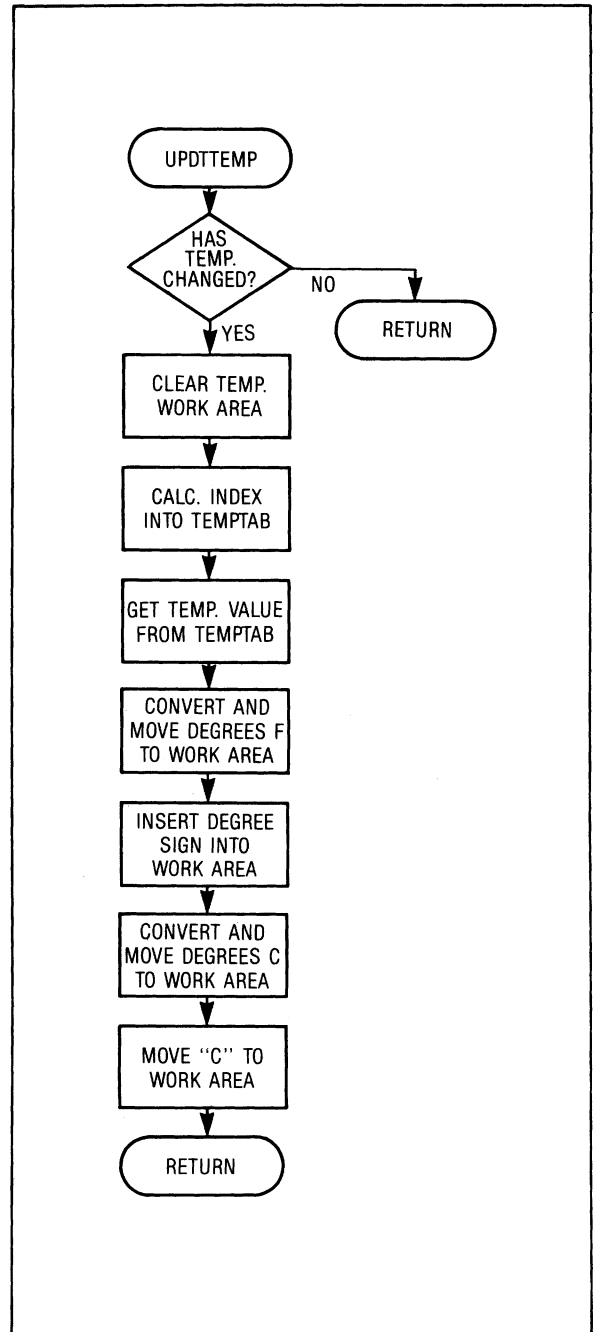 UPDTTEMP
HAS
TEMP.
CHANGED?
NO
RETURN
YES
CLEAR TEMP.
WORK AREA
CALC. INDEX
INTO TEMPTAB
GET TEMP. VALUE
FROM TEMPTAB
CONVERT AND
MOVE DEGREES F
TO WORK AREA
INSERT DEGREE
SIGN INTO
WORK AREA
CONVERT AND
MOVE DEGREES C
TO WORK AREA
MOVE “C” TO
WORK AREA
RETURN